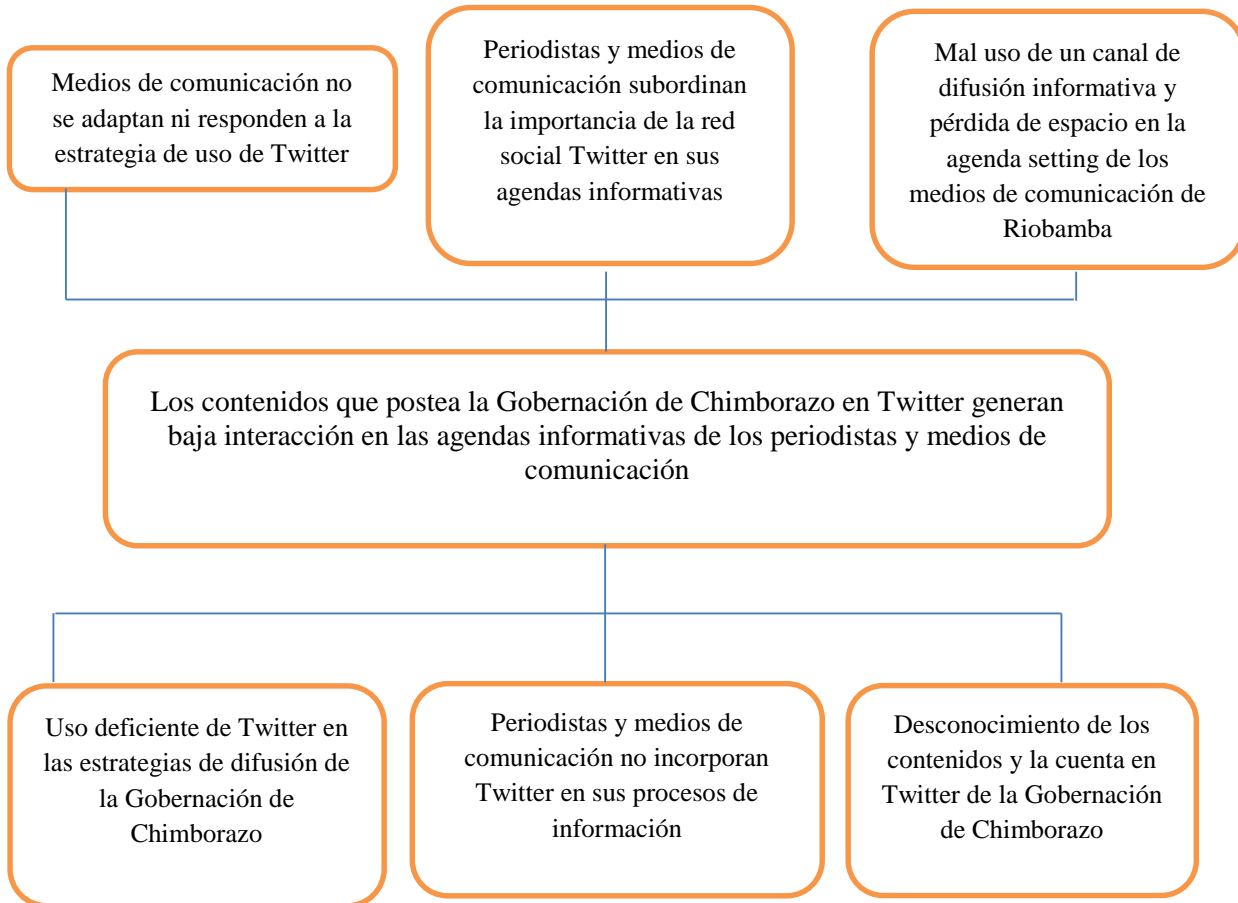 Medios de comunicación no
se adaptan ni responden a la
estrategia de uso de Twitter
Periodistas y medios de
comunicación subordinan
la importancia de la red
social Twitter en sus
agendas informativas
Mal uso de un canal de
difusión informativa y
pérdida de espacio en la
agenda setting de los
medios de comunicación de
Riobamba
Los contenidos que postea la Gobernación de Chimborazo en Twitter generan
baja interacción en las agendas informativas de los periodistas y medios de
comunicación
Uso deficiente de Twitter en
las estrategias de difusión de
la Gobernación de
Chimborazo
Periodistas y medios de
comunicación no incorporan
Twitter en sus procesos de
información
Desconocimiento de los
contenidos y la cuenta en
Twitter de la Gobernación
de Chimborazo